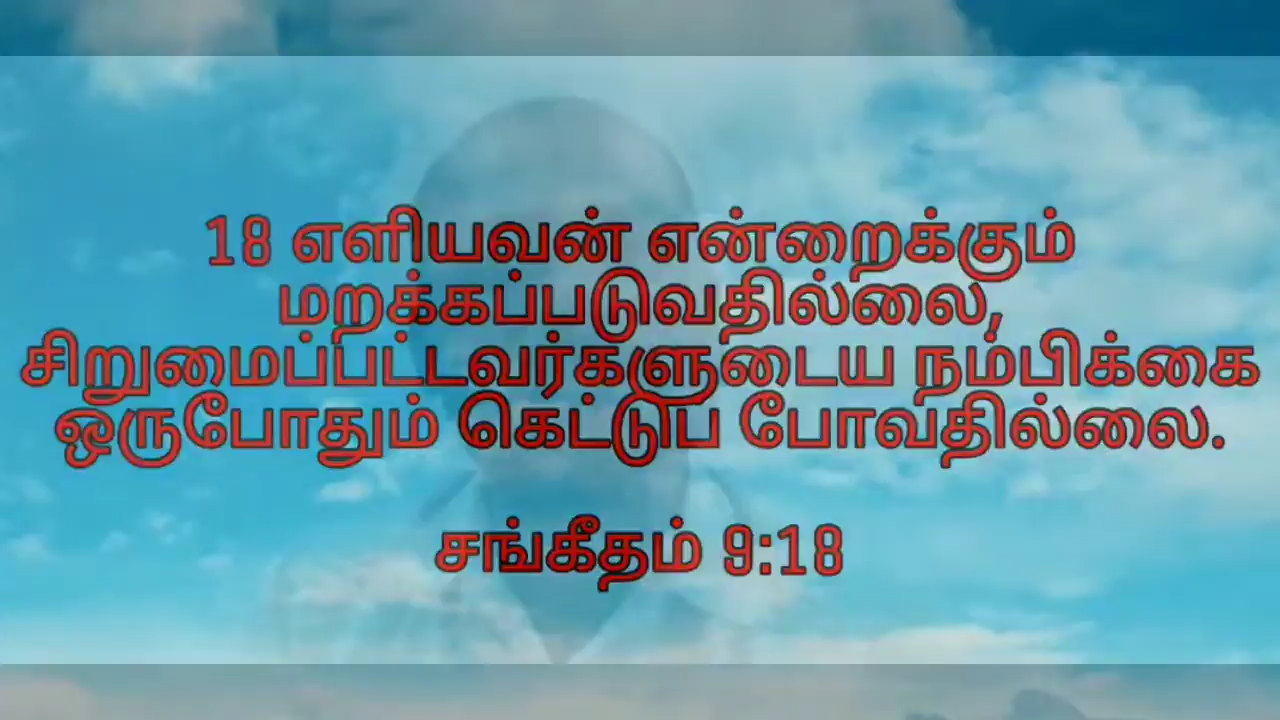 18 எளியவன் என்றைக்கும்
மறக்கப்படுவதில்லை,
சிறுமைப்பட்டவர்களுடைய நம்பிக்கை
ஒருபோதும் கெட்டுப் போவதில்லை.
சங்கீதம் 9:18